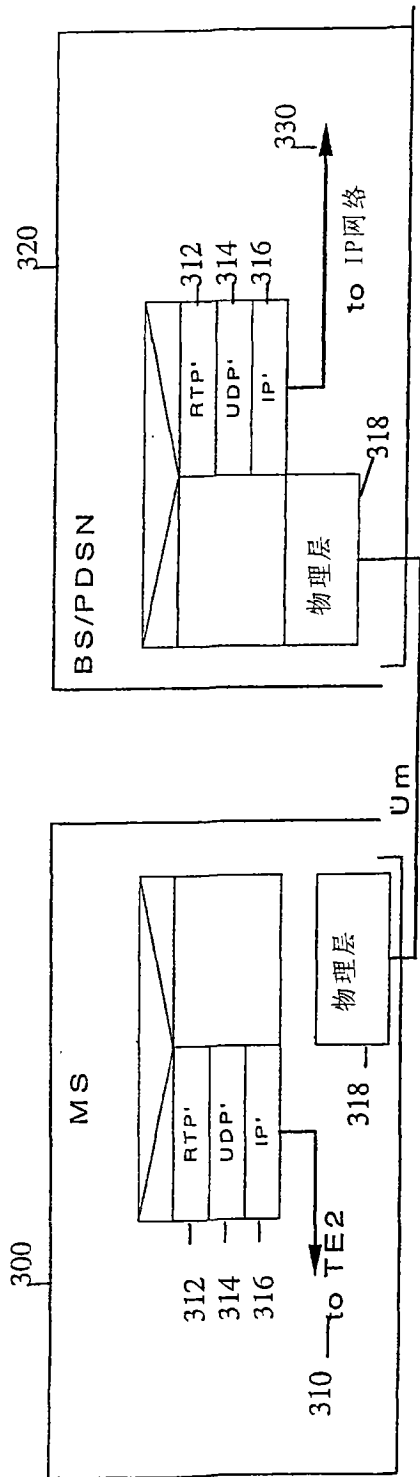 300
MS
312
RTP'
314
UDP'
316
IP'
310
to TE2
318
物理层
Um
320
BS/PDSN
RTP'
312
UDP'
314
IP'
316
物理层
318
330
to IP网络